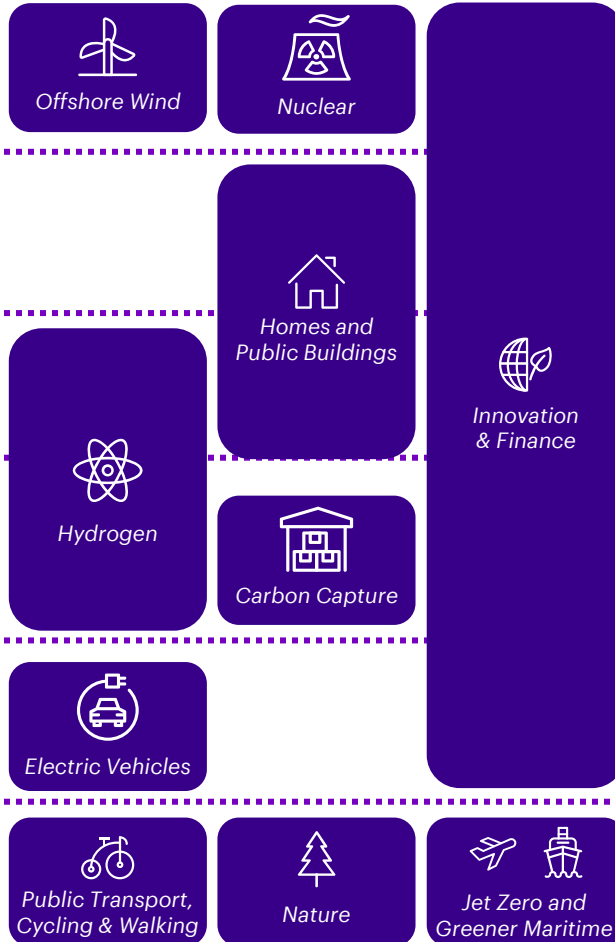 Offshore Wind
Nuclear
Homes and
Public Buildings
Innovation
& Finance
Hydrogen
Carbon Capture
Electric Vehicles
Public Transport,
Cycling & Walking
Nature
Jet Zero and
Greener Maritime